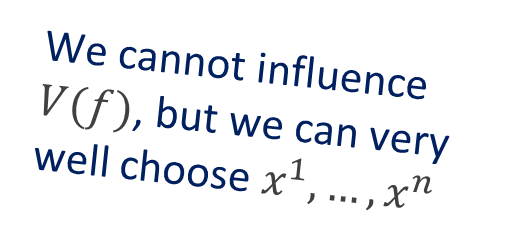 We cannot influence
V(f), but we can very
well choose x¹, …, xⁿ